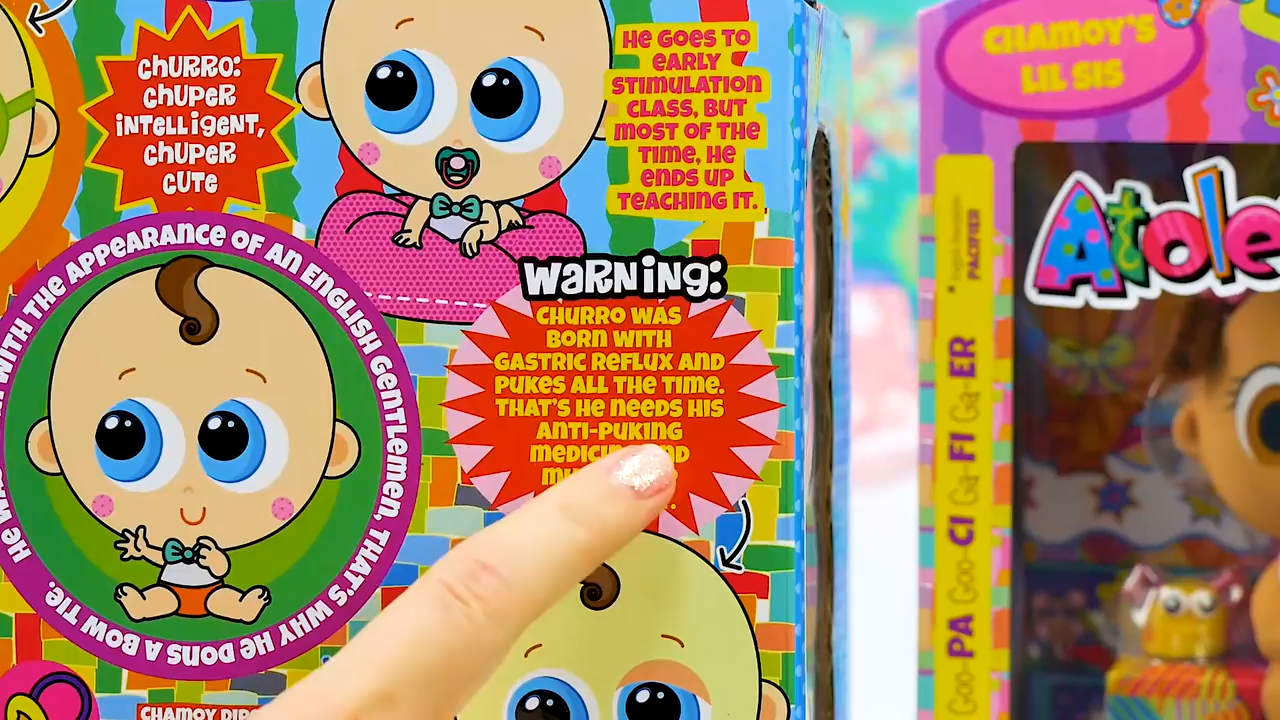 CHURRO:
CHUPER
INTELLIGENT,
CHUPER
CUTE
HE GOES TO
EARLY
STIMULATION
CLASS, BUT
MOST OF THE
TIME, HE
ENDS UP
TEACHING IT.
WITH THE APPEARANCE OF AN ENGLISH GENTLEMEN, THAT'S WHY HE DONS A BOW TIE.
HE
WARNING:
CHURRO WAS
BORN WITH
GASTRIC REFLUX AND
PUKES ALL THE TIME.
THAT'S HE NEEDS HIS
ANTI-PUKING
CHAMOY
CHAMOY'S
LIL SIS
Atole
PACIFIER
Goo-PA Goo-CI Ga-FI Ga-ER